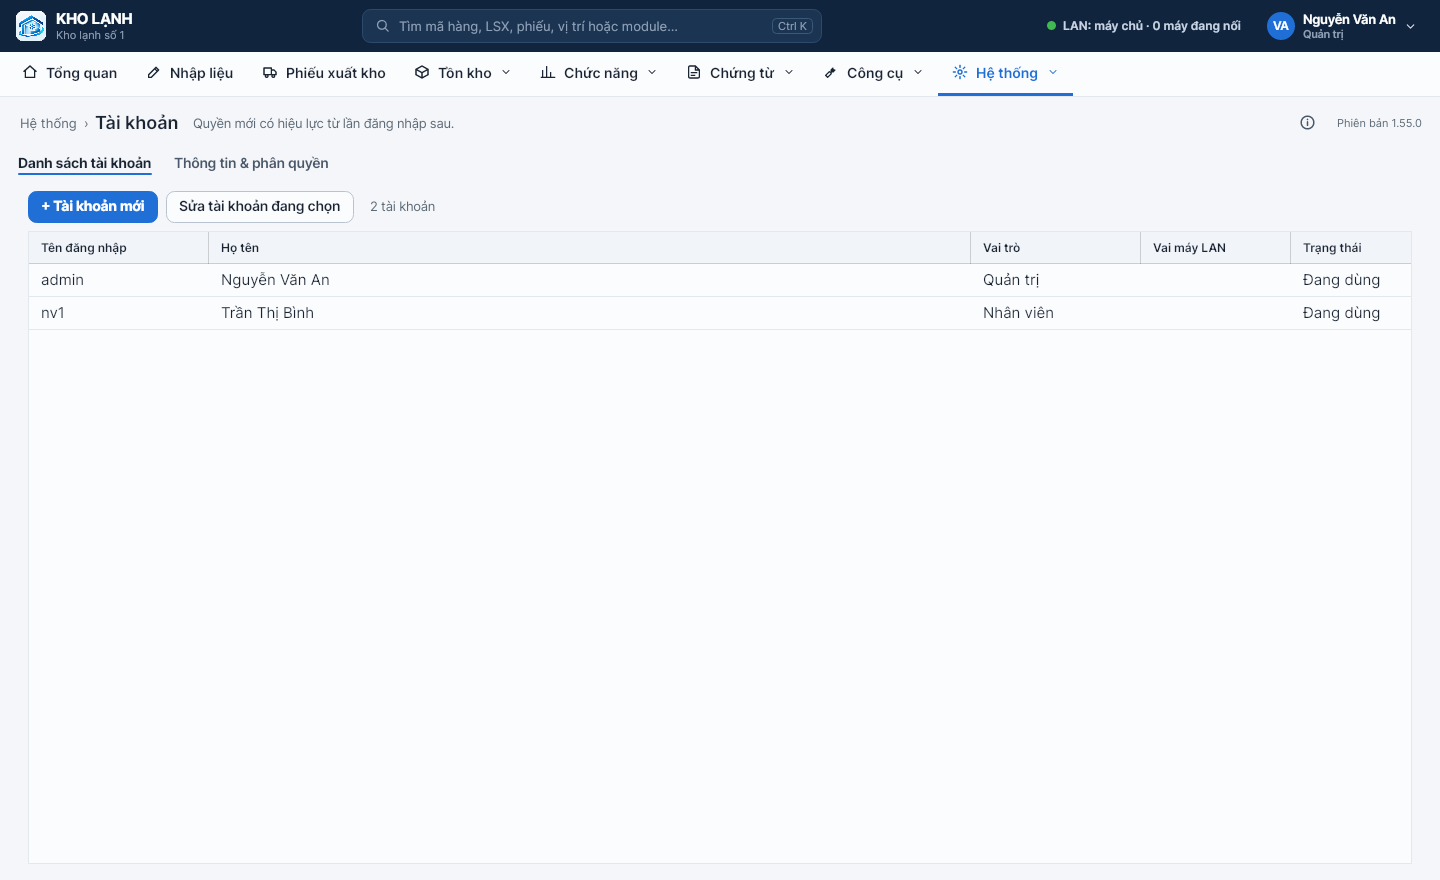 KHO LẠNH
Kho lạnh số 1
Tìm mã hàng, LSX, phiếu, vị trí hoặc module... Ctrl K
LAN: máy chủ · 0 máy đang nối
VA
Nguyễn Văn An
Quản trị
Tổng quan Nhập liệu Phiếu xuất kho Tồn kho Chức năng Chứng từ Công cụ Hệ thống
Hệ thống › Tài khoản Quyền mới có hiệu lực từ lần đăng nhập sau. Phiên bản 1.55.0
Danh sách tài khoản Thông tin & phân quyền
+ Tài khoản mới Sửa tài khoản đang chọn 2 tài khoản
Tên đăng nhập Họ tên Vai trò Vai máy LAN Trạng thái
admin Nguyễn Văn An Quản trị Đang dùng
nv1 Trần Thị Bình Nhân viên Đang dùng